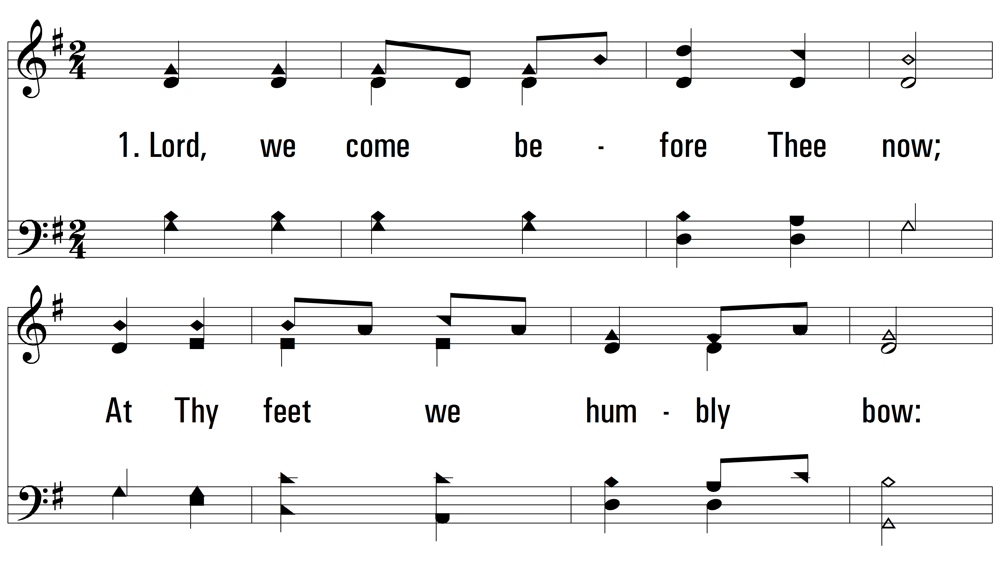 1. Lord, we come be - fore Thee now;
At Thy feet we hum - bly bow: